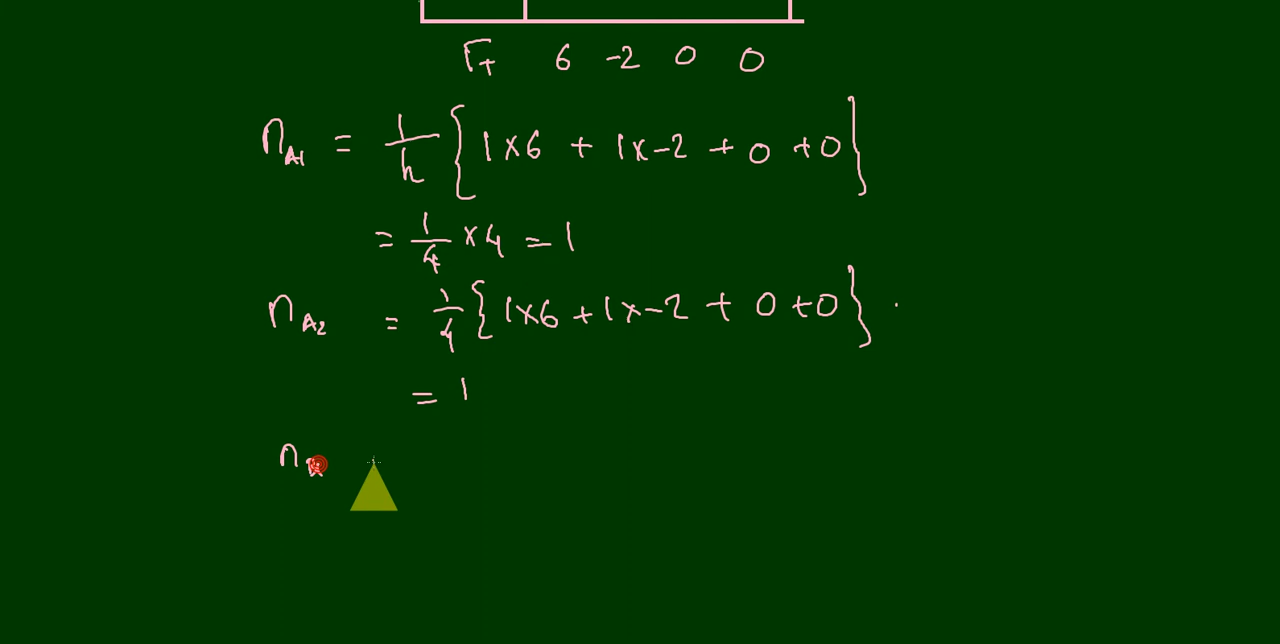 Γ_T 6 -2 0 0
n_A1 = 1/h { 1×6 + 1×-2 + 0 +0 }
= 1/4 ×4 = 1
n_A2 = 1/4 { 1×6 + 1×-2 + 0 +0 }
= 1
n